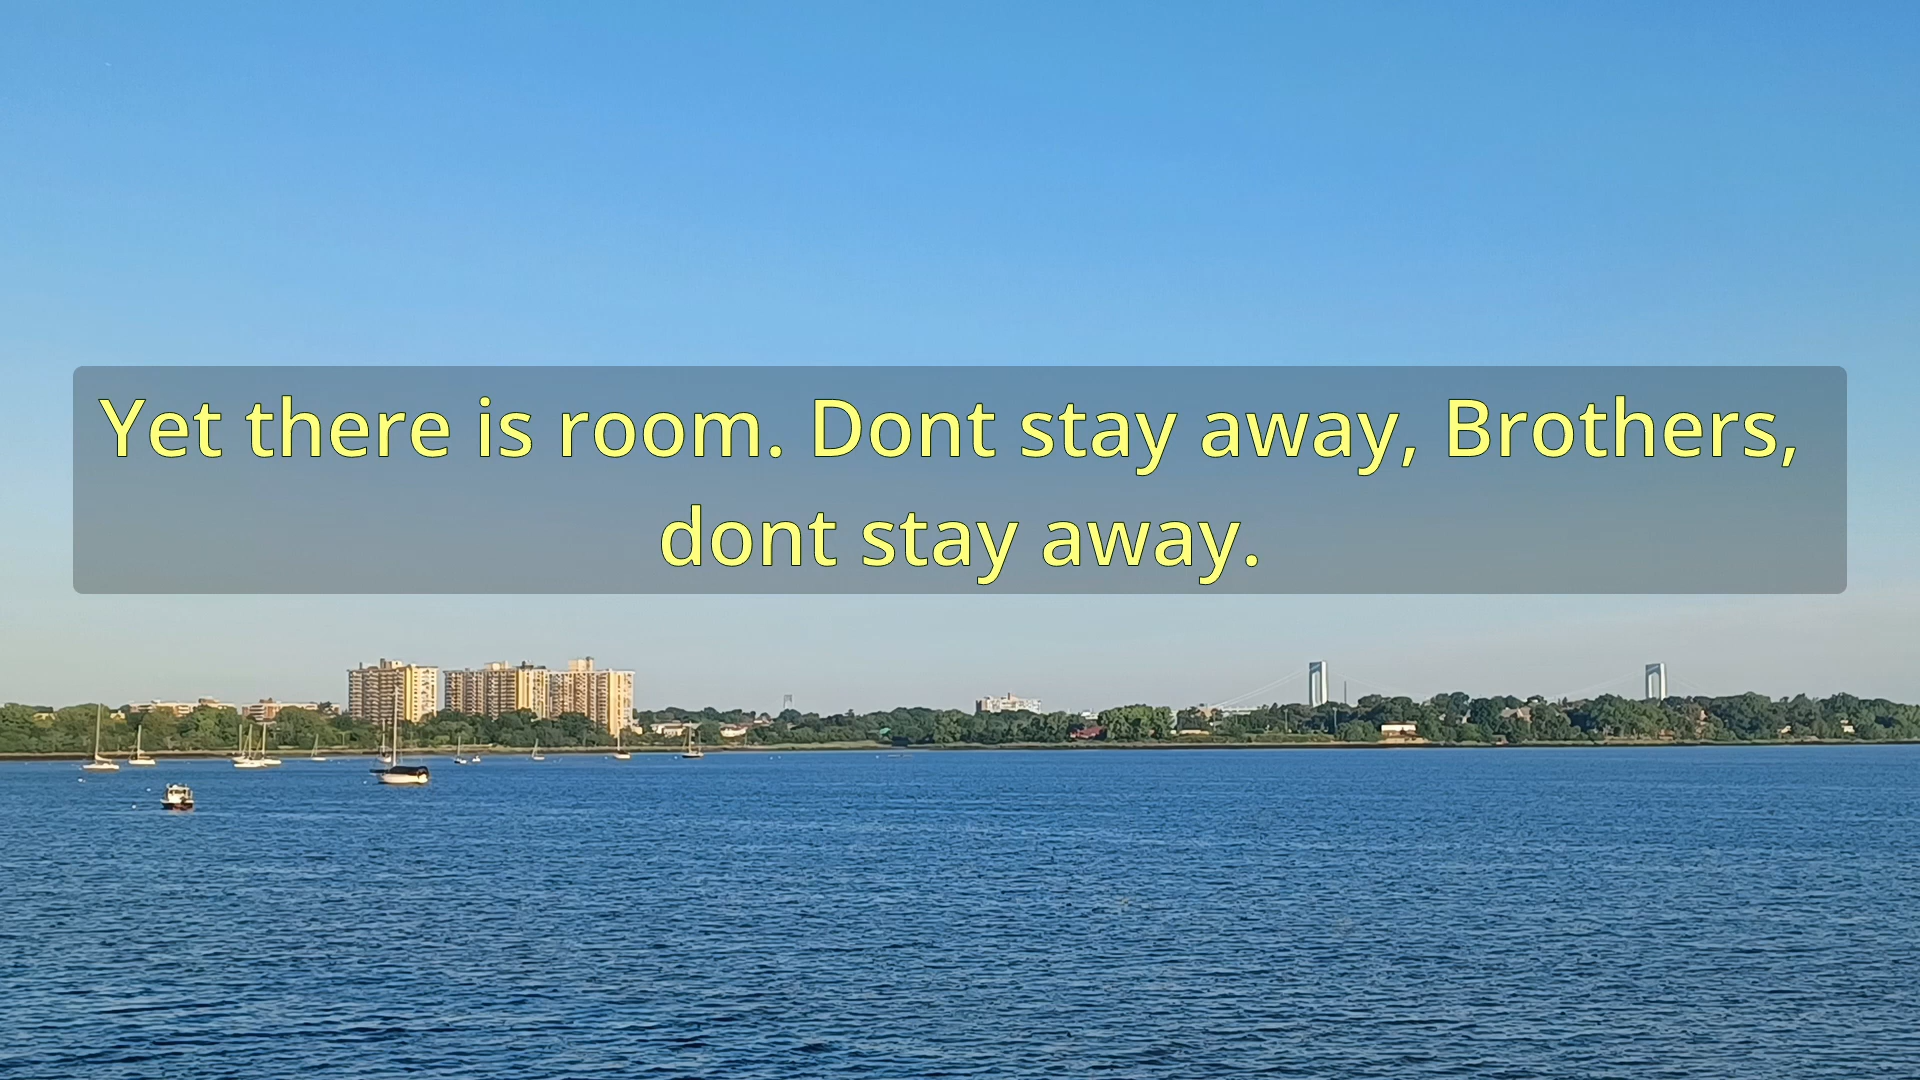 Yet there is room. Dont stay away, Brothers,
dont stay away.